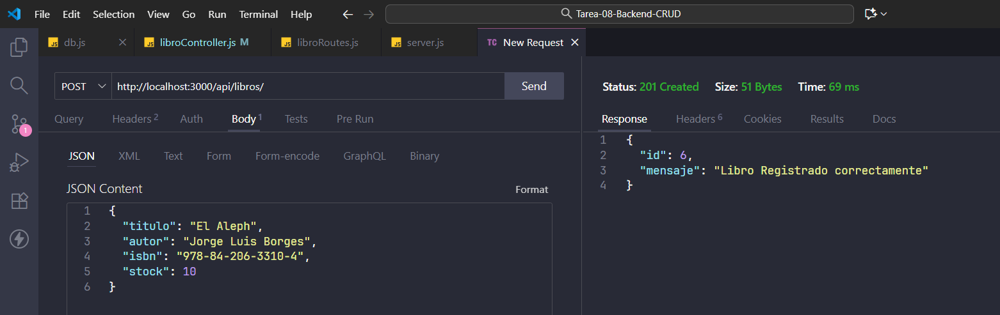 File Edit Selection View Go Run Terminal Help Tarea-08-Backend-CRUD
JS db.js JS libroController.js M JS libroRoutes.js JS server.js TC New Request
POST http://localhost:3000/api/libros/ Send
Status: 201 Created Size: 51 Bytes Time: 69 ms
Query Headers 2 Auth Body 1 Tests Pre Run
Response Headers 6 Cookies Results Docs
1
JSON XML Text Form Form-encode GraphQL Binary
JSON Content Format
1 {
2 "titulo": "El Aleph",
3 "autor": "Jorge Luis Borges",
4 "isbn": "978-84-206-3310-4",
5 "stock": 10
6 }
1 {
2 "id": 6,
3 "mensaje": "Libro Registrado correctamente"
4 }